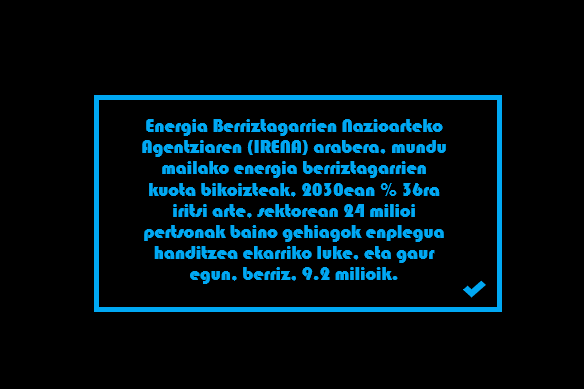 Energia Berriztagarrien Nazioarteko
Agentziaren (IRENA) arabera, mundu
mailako energia berriztagarrien
kuota bikoizteak, 2030ean % 36ra
iritsi arte, sektorean 24 milioi
pertsonak baino gehiagok enplegua
handitzea ekarriko luke, eta gaur
egun, berriz, 9.2 milioik.